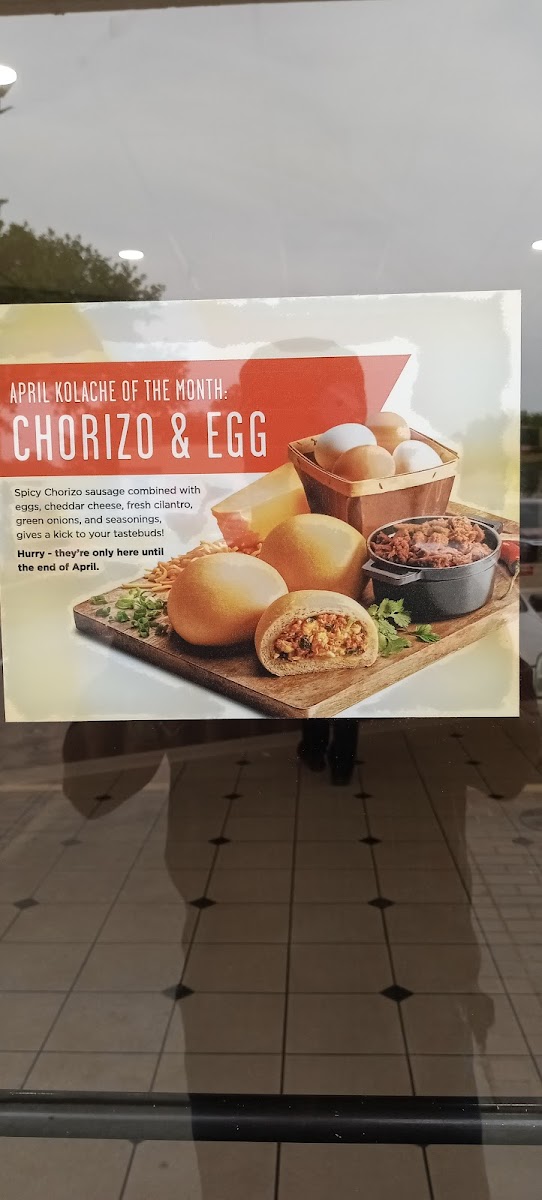 APRIL KOLACHE OF THE MONTH:
CHORIZO & EGG
Spicy Chorizo sausage combined with
eggs, cheddar cheese, fresh cilantro,
green onions, and seasonings,
gives a kick to your tastebuds!
Hurry - they're only here until
the end of April.